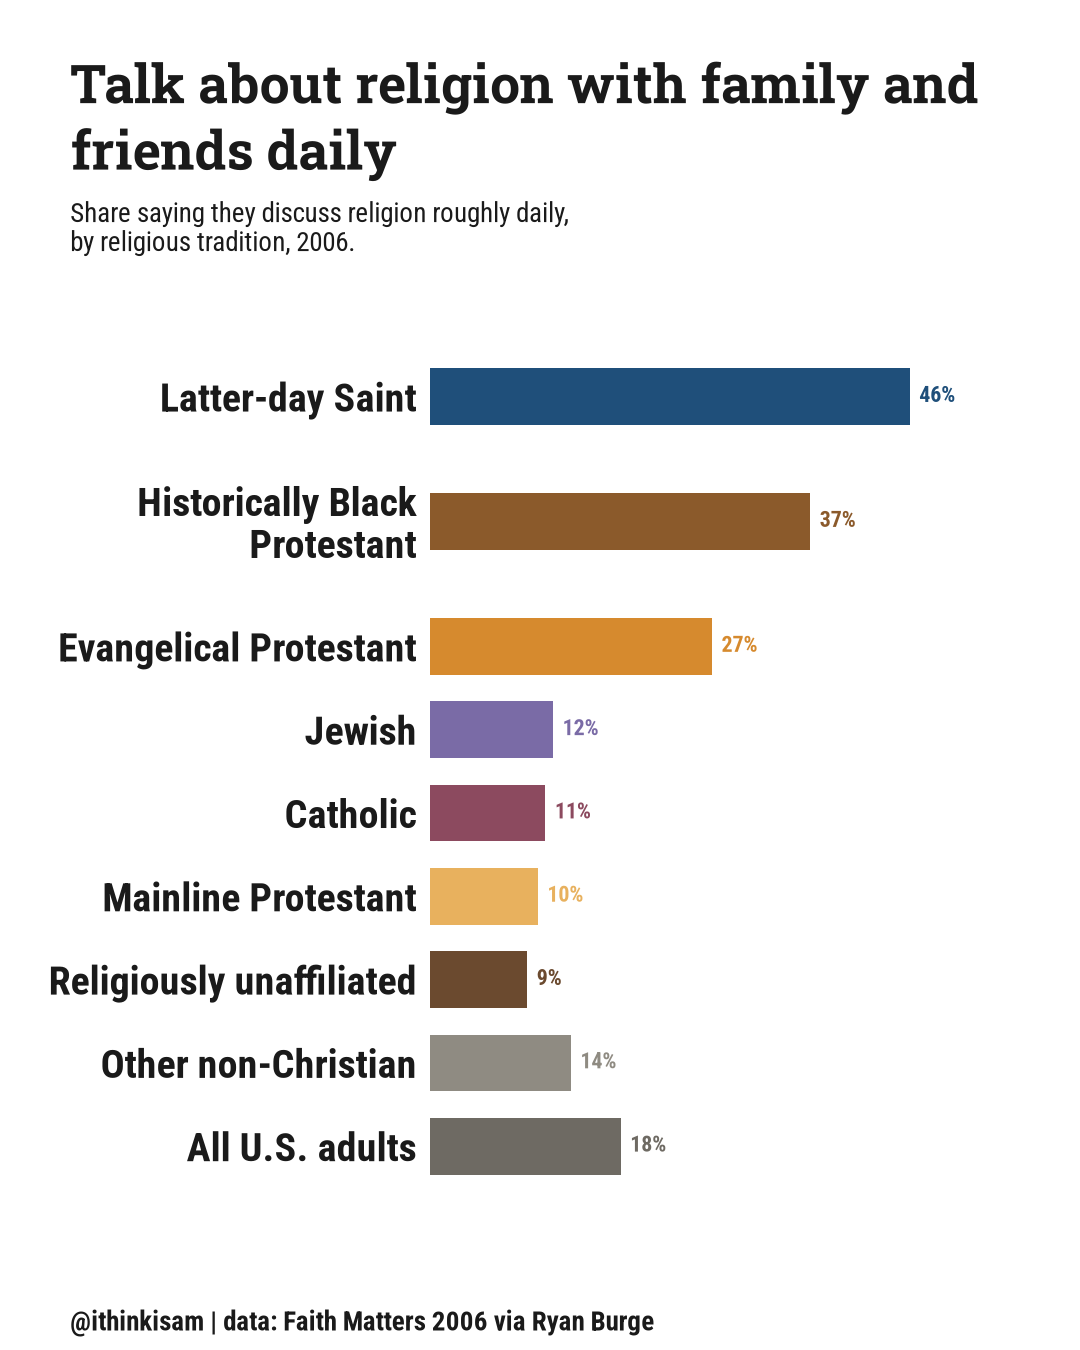 Talk about religion with family and
friends daily
Share saying they discuss religion roughly daily,
by religious tradition, 2006.
Latter-day Saint
46%
Historically Black
Protestant
37%
Evangelical Protestant
27%
Jewish
12%
Catholic
11%
Mainline Protestant
10%
Religiously unaffiliated
9%
Other non-Christian
14%
All U.S. adults
18%
@ithinkisam | data: Faith Matters 2006 via Ryan Burge